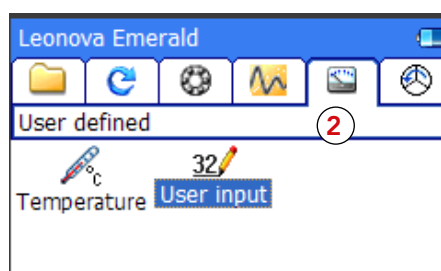 Leonova Emerald
User defined
2
°C 32
Temperature User input